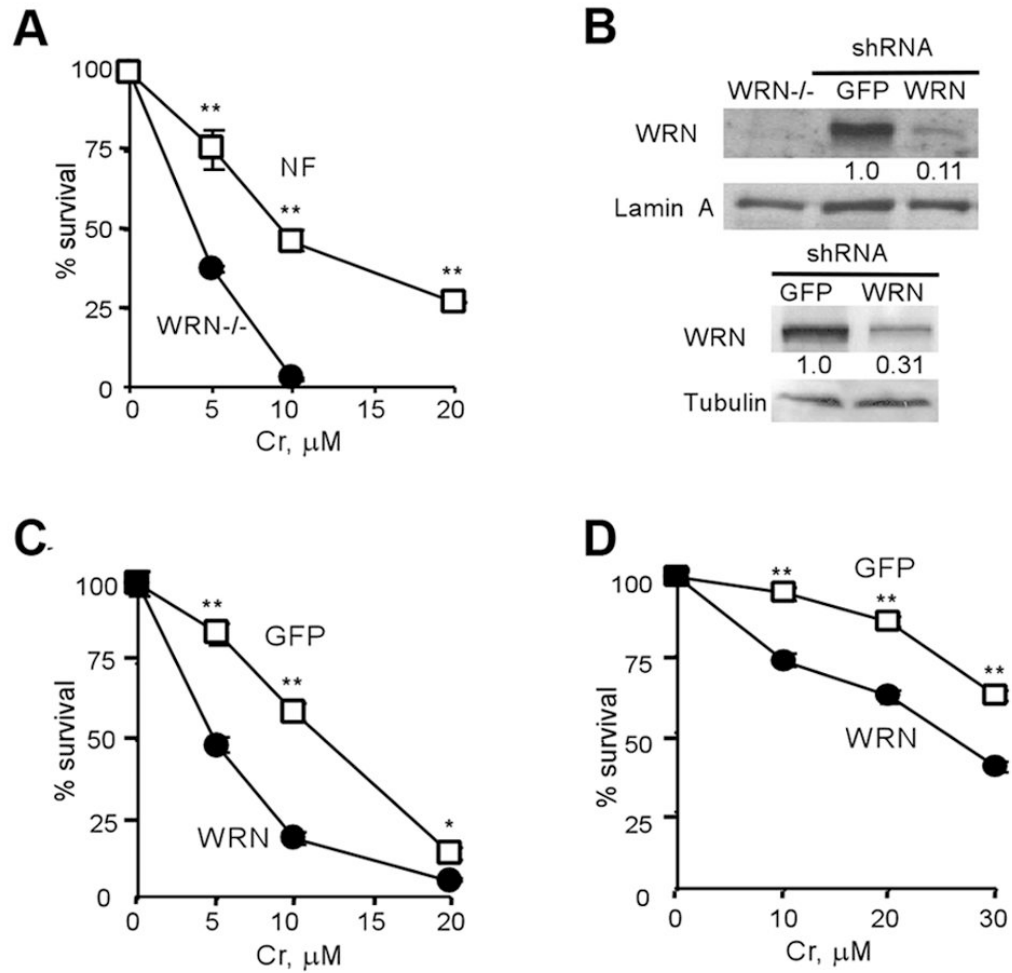 A
100
75
50
25
0
% survival
**
**
**
NF
WRN-/-
0 5 10 15 20
Cr, μM
B
shRNA
WRN-/- GFP WRN
WRN
1.0 0.11
Lamin A
shRNA
GFP WRN
WRN
1.0 0.31
Tubulin
C
100
75
50
25
0
% survival
**
**
*
GFP
WRN
0 5 10 15 20
Cr, μM
D
100
75
50
25
0
% survival
**
**
**
GFP
WRN
0 10 20 30
Cr, μM